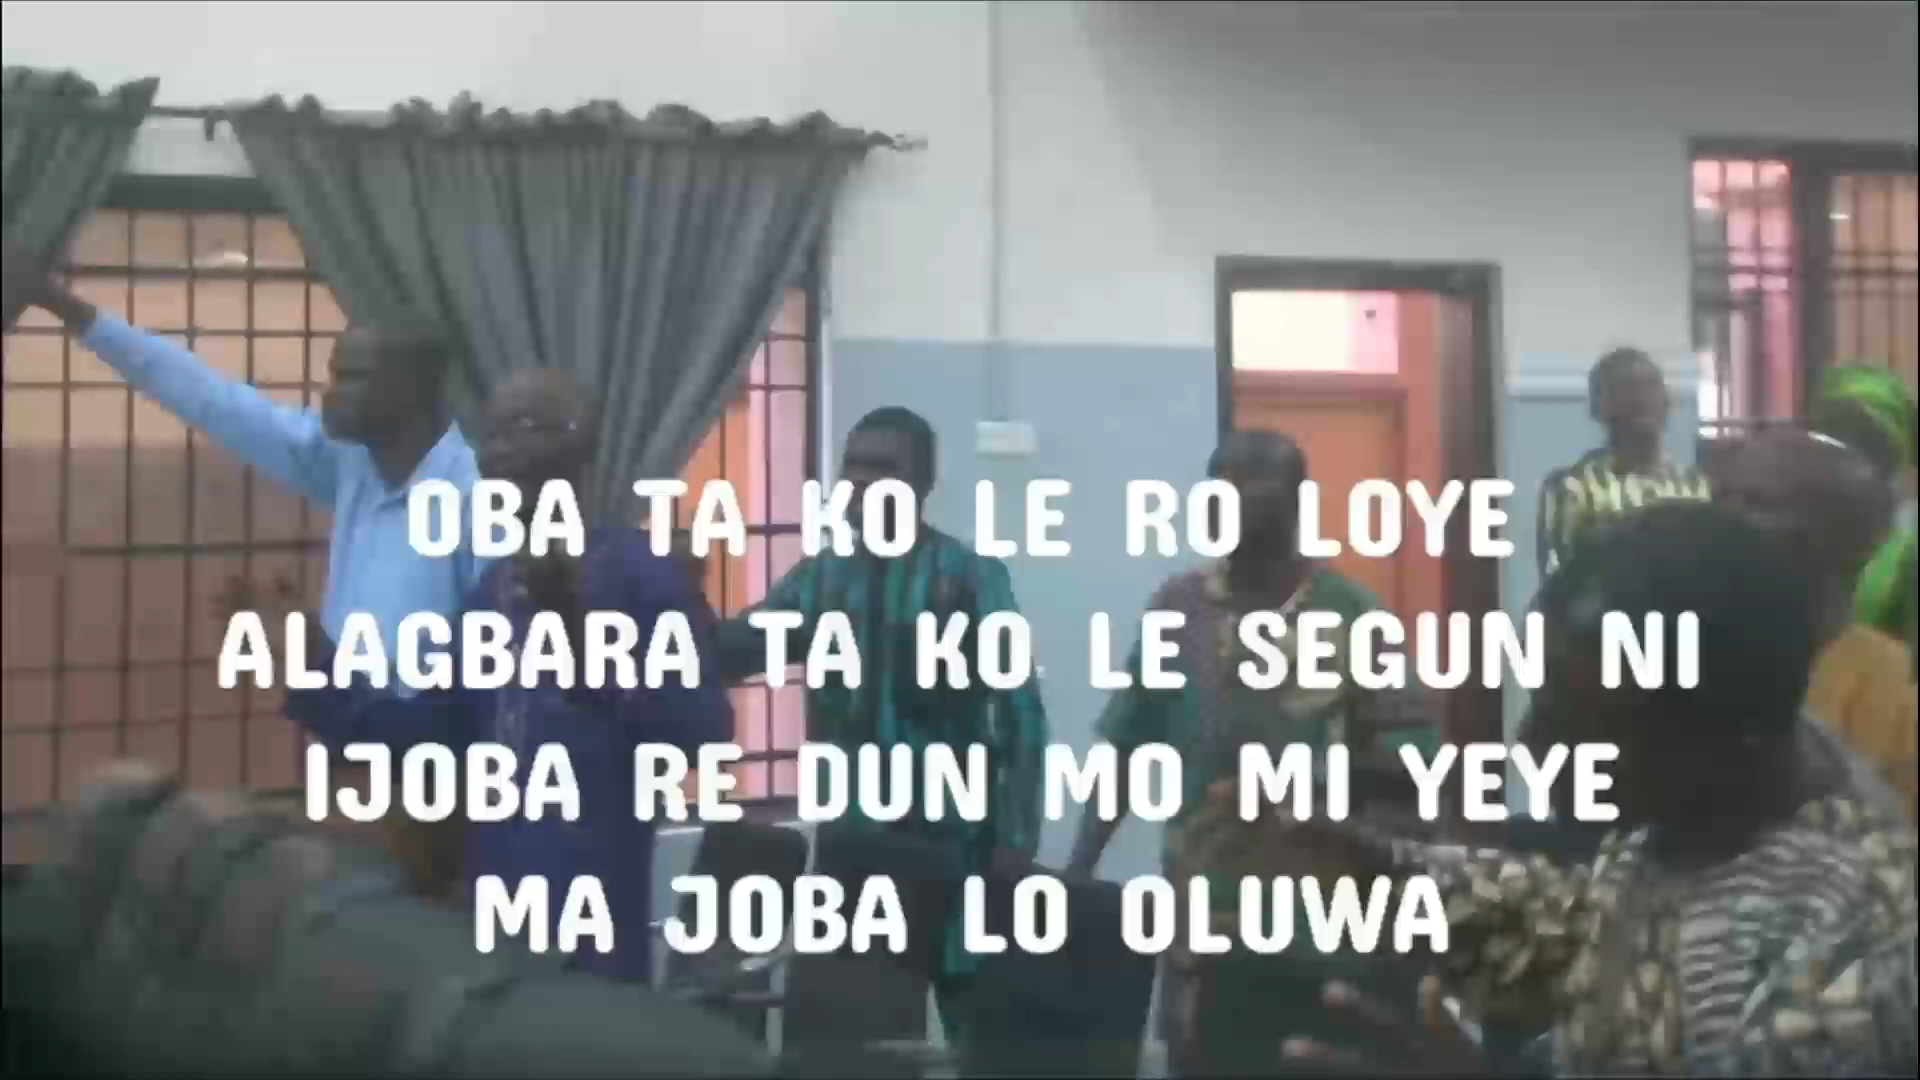 OBA TA KO LE RO LOYE
ALAGBARA TA KO LE SEGUN NI
IJOBA RE DUN MO MI YEYE
MA JOBA LO OLUWA